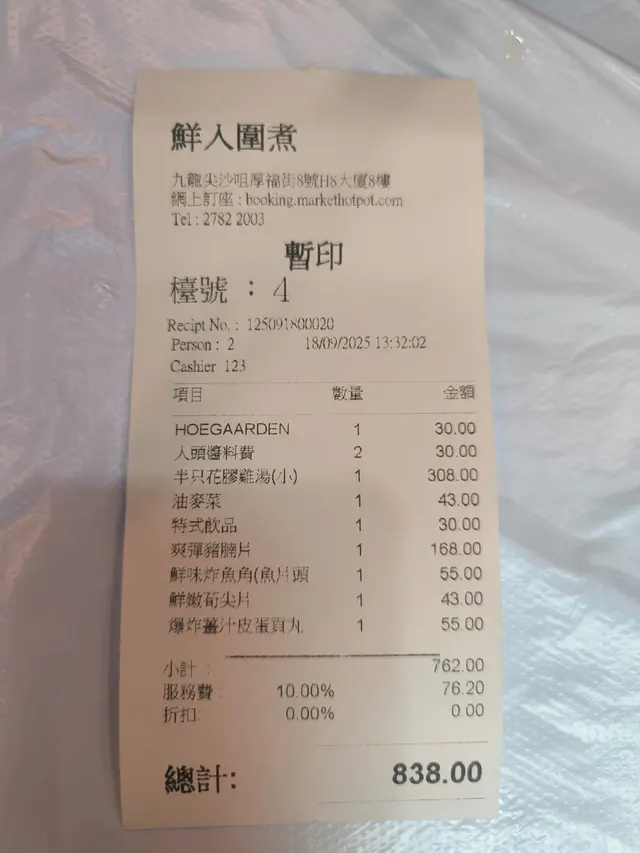 鮮入圍煮
九龍尖沙咀厚福街8號H8大廈8樓
網上訂座 : booking.markethotpot.com
Tel : 2782 2003
暫印
檯號 : 4
Recipt No. : 125091800020
Person : 2 18/09/2025 13:32:02
Cashier 123
項目 數量 金額
HOEGAARDEN 1 30.00
人頭醬料費 2 30.00
半只花膠雞湯(小) 1 308.00
油麥菜 1 43.00
特式飲品 1 30.00
爽彈豬腩片 1 168.00
鮮味炸魚角(魚片頭 1 55.00
鮮嫩荀尖片 1 43.00
爆炸薑汁皮蛋貢丸 1 55.00
小計 : 762.00
服務費 : 10.00% 76.20
折扣: 0.00% 0.00
總計: 838.00